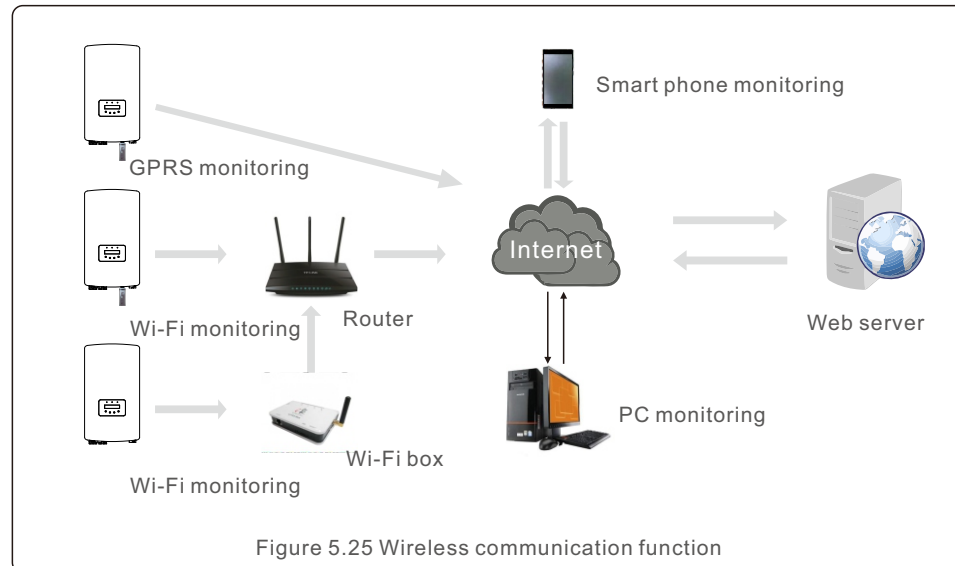 Smart phone monitoring
GPRS monitoring
Internet
Wi-Fi monitoring
Router
Web server
PC monitoring
Wi-Fi box
Wi-Fi monitoring
Figure 5.25 Wireless communication function